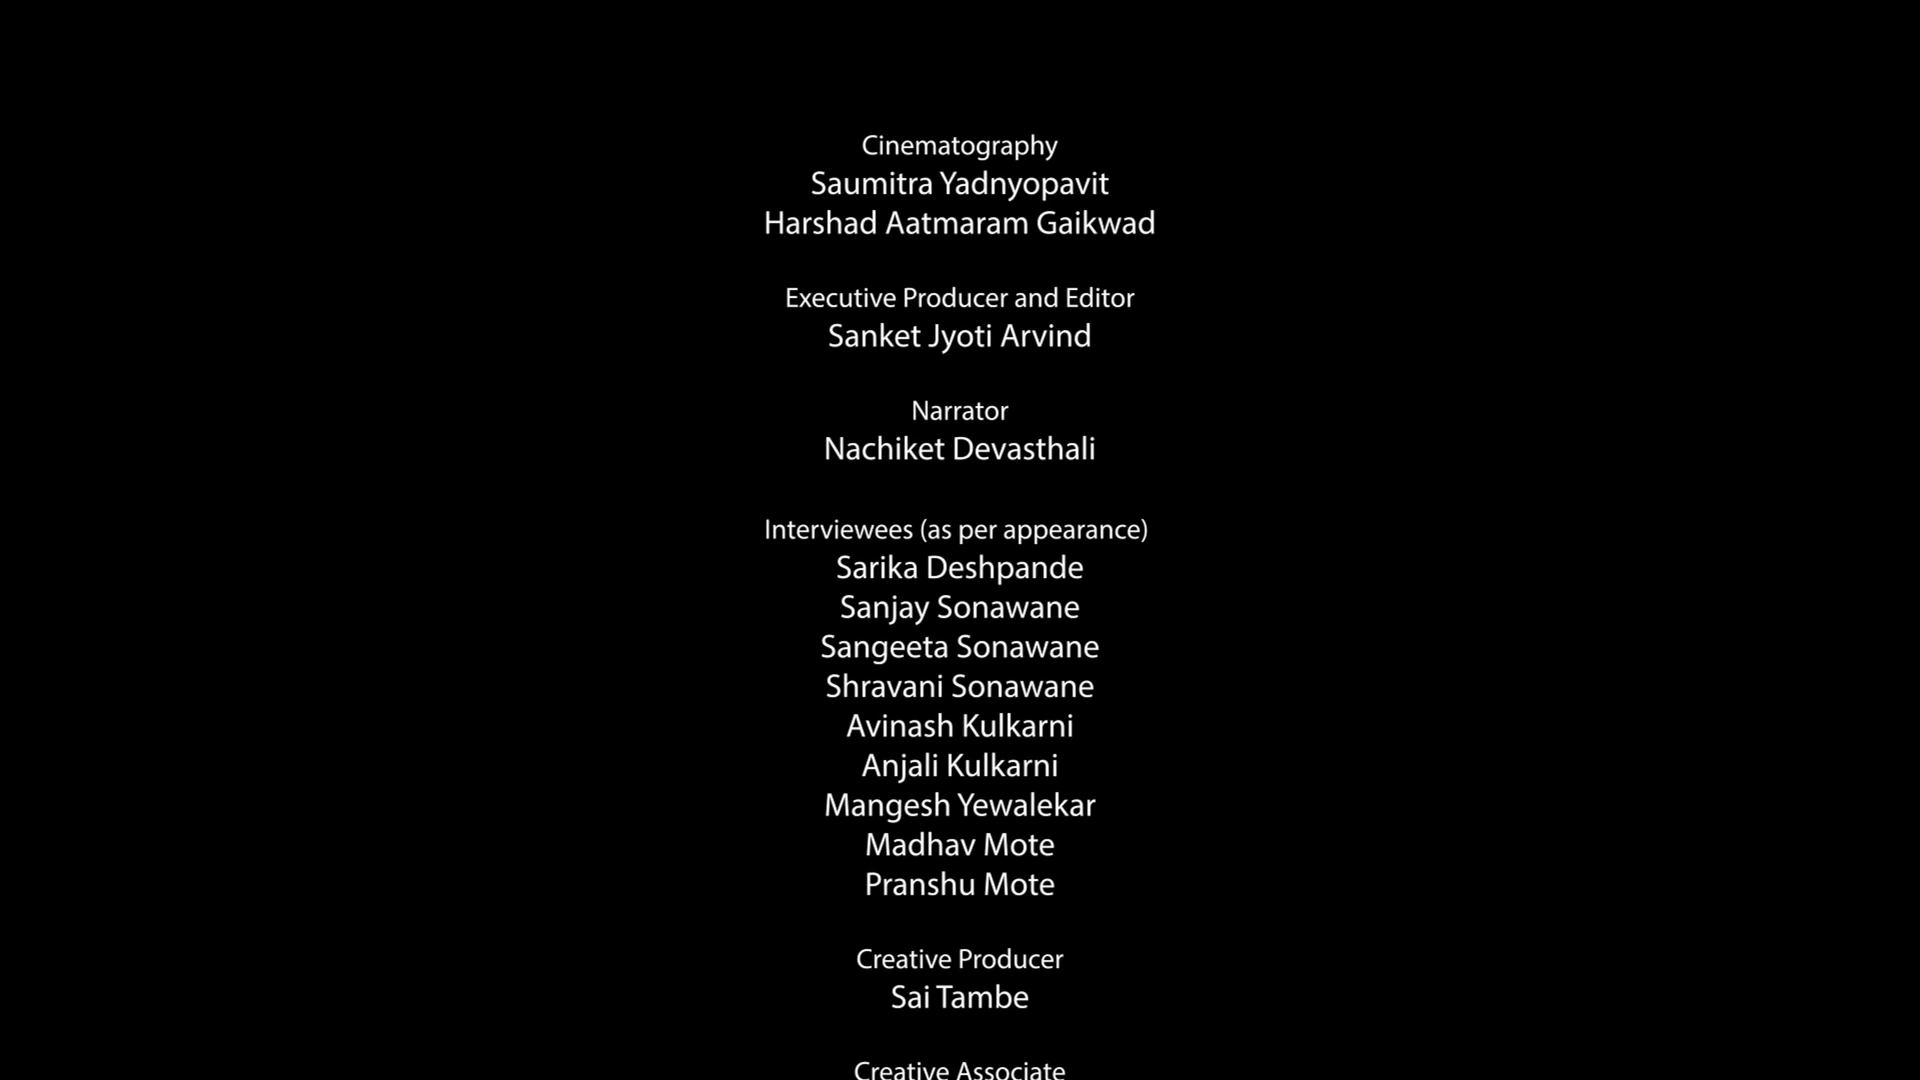 Cinematography
Saumitra Yadnyopavit
Harshad Aatmaram Gaikwad
Executive Producer and Editor
Sanket Jyoti Arvind
Narrator
Nachiket Devasthali
Interviewees (as per appearance)
Sarika Deshpande
Sanjay Sonawane
Sangeeta Sonawane
Shravani Sonawane
Avinash Kulkarni
Anjali Kulkarni
Mangesh Yewalekar
Madhav Mote
Pranshu Mote
Creative Producer
Sai Tambe
Creative Associate